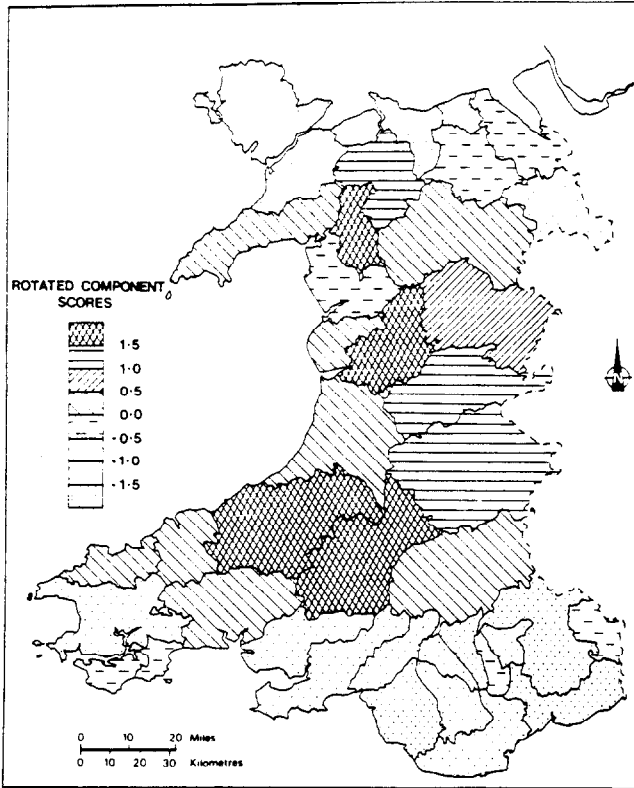 ROTATED COMPONENT
SCORES
1·5
1·0
0·5
0·0
-0·5
-1·0
-1·5
N
0 10 20 Miles
0 10 20 30 Kilometres